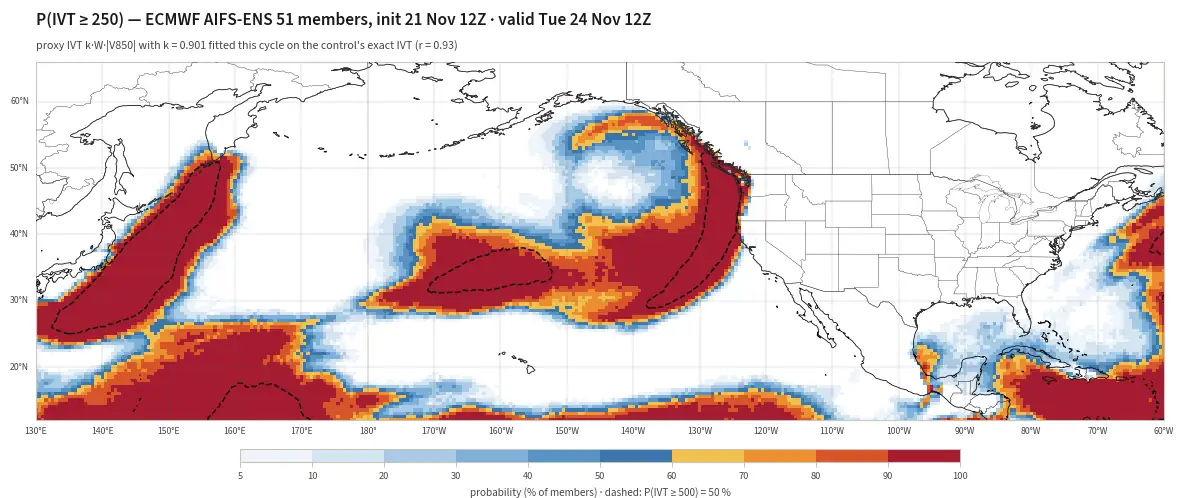 P(IVT ≥ 250) — ECMWF AIFS-ENS 51 members, init 21 Nov 12Z · valid Tue 24 Nov 12Z
proxy IVT k·W·|V850| with k = 0.901 fitted this cycle on the control's exact IVT (r = 0.93)
60°N
50°N
40°N
30°N
20°N
130°E 140°E 150°E 160°E 170°E 180° 170°W 160°W 150°W 140°W 130°W 120°W 110°W 100°W 90°W 80°W 70°W 60°W
5 10 20 30 40 50 60 70 80 90 100
probability (% of members) · dashed: P(IVT ≥ 500) = 50 %